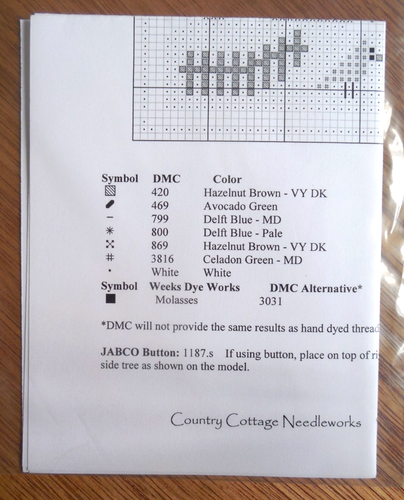 Symbol DMC Color
420 Hazelnut Brown - VY DK
469 Avocado Green
799 Delft Blue - MD
800 Delft Blue - Pale
869 Hazelnut Brown - VY DK
# 3816 Celadon Green - MD
White White
Symbol Weeks Dye Works DMC Alternative*
Molasses 3031
*DMC will not provide the same results as hand dyed thread
JABCO Button: 1187.s If using button, place on top of ri
side tree as shown on the model.
Country Cottage Needleworks